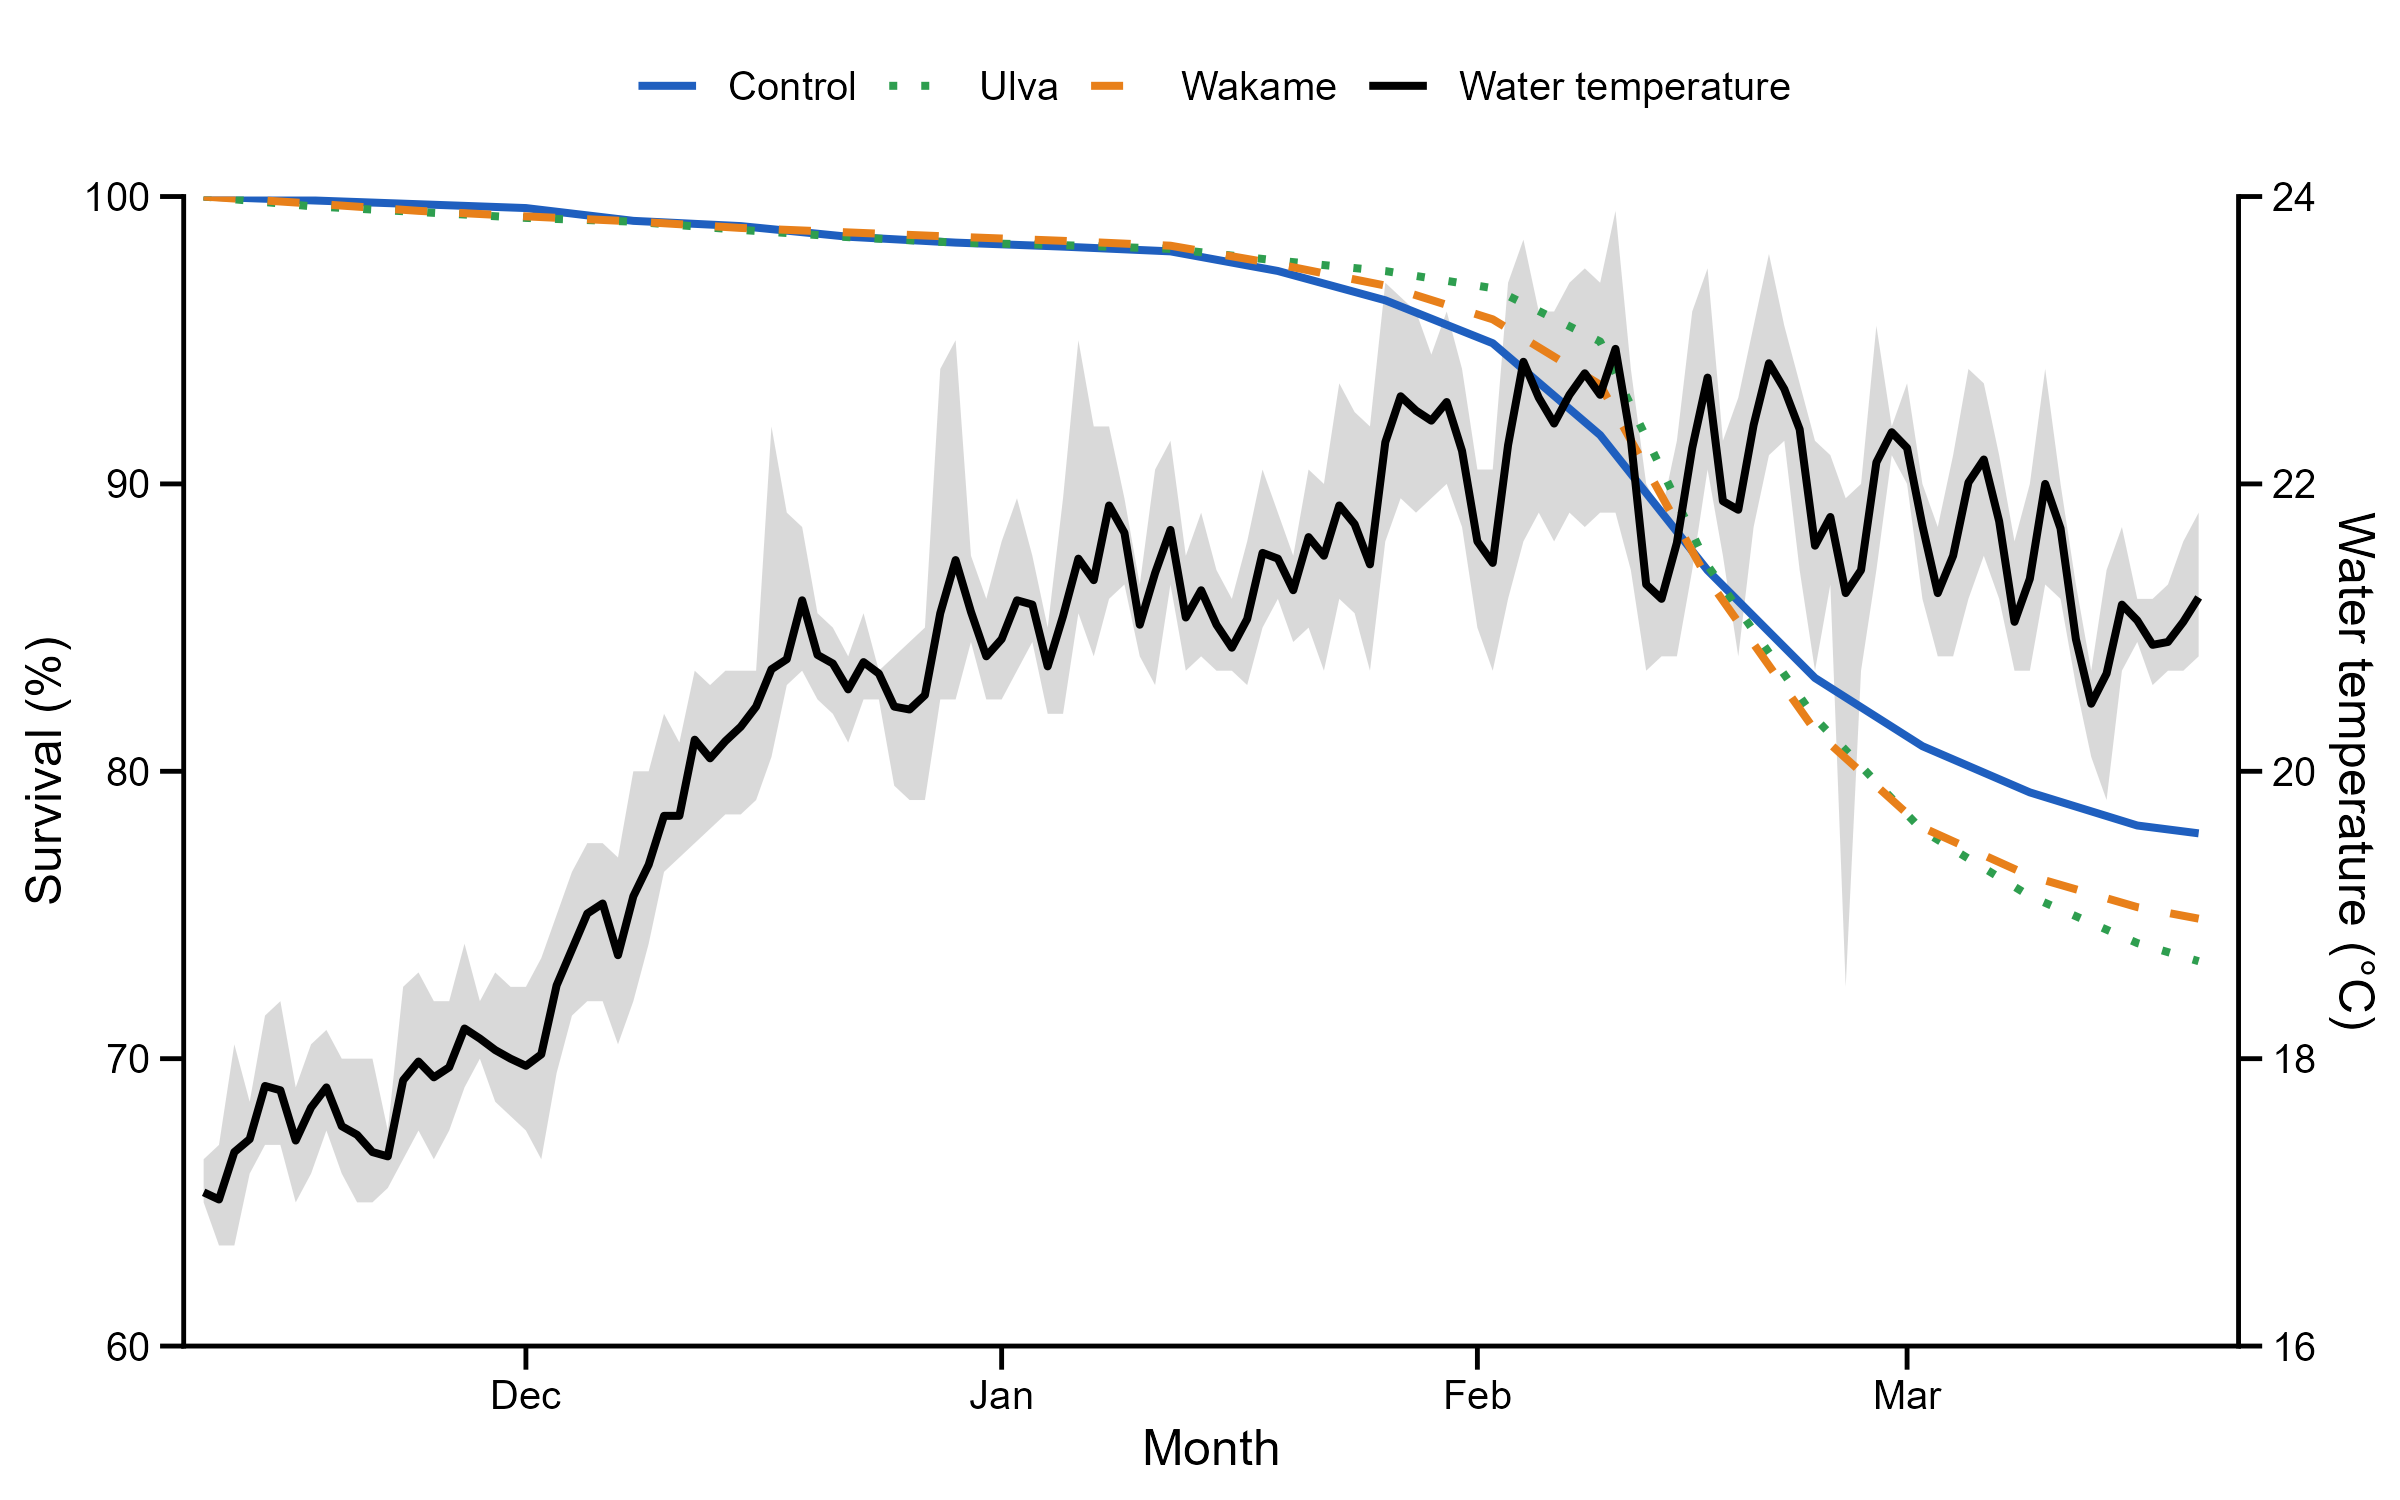 Control Ulva Wakame Water temperature
100
90
80
70
60
Survival (%)
24
22
20
18
16
Water temperature (°C)
Dec Jan Feb Mar
Month